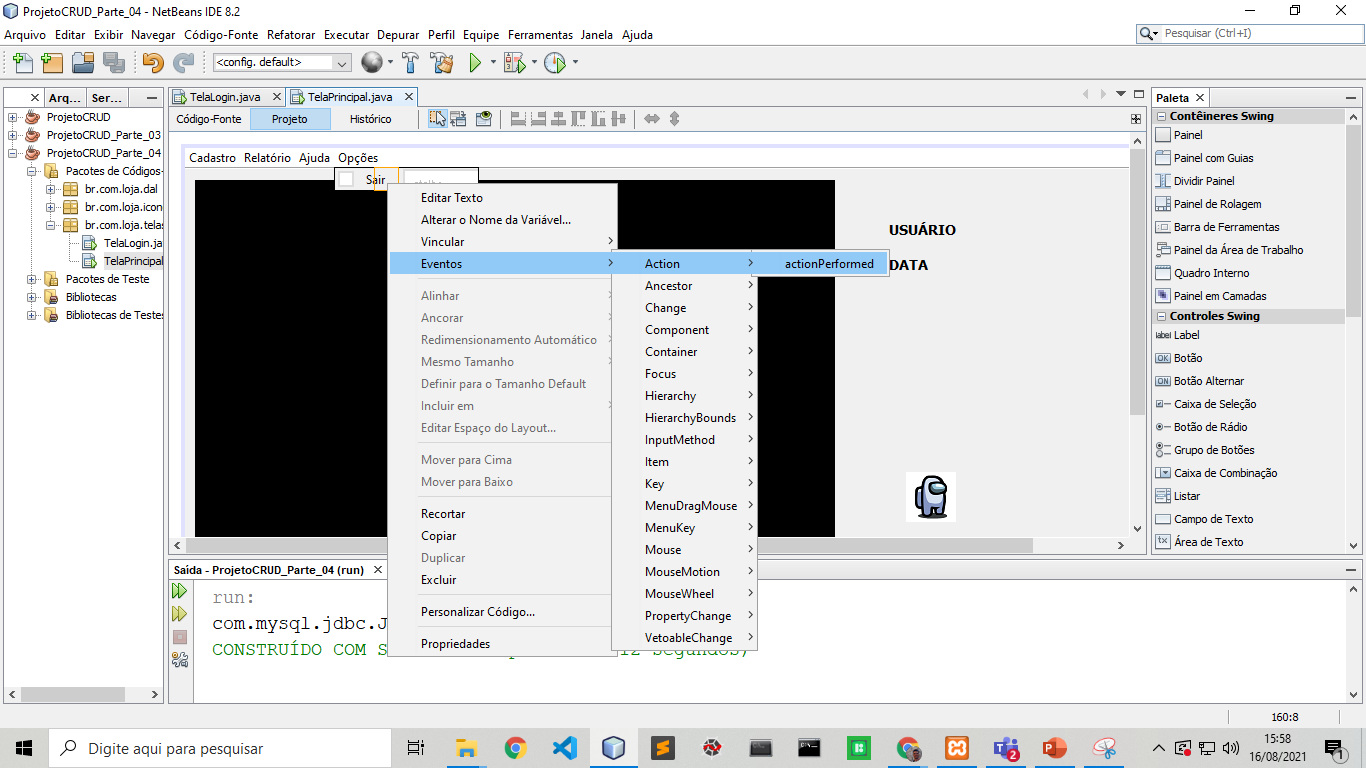 ProjetoCRUD_Parte_04 - NetBeans IDE 8.2
Arquivo Editar Exibir Navegar Código-Fonte Refatorar Executar Depurar Perfil Equipe Ferramentas Janela Ajuda
Pesquisar (Ctrl+I)
<config. default>
Arq... Ser...
TelaLogin.java TelaPrincipal.java
Código-Fonte Projeto Histórico
ProjetoCRUD
ProjetoCRUD_Parte_03
ProjetoCRUD_Parte_04
Pacotes de Códigos-
br.com.loja.dal
br.com.loja.icon
br.com.loja.telas
TelaLogin.ja
TelaPrincipal
Pacotes de Teste
Bibliotecas
Bibliotecas de Testes
Cadastro Relatório Ajuda Opções
Sair
USUÁRIO
DATA
Editar Texto
Alterar o Nome da Variável...
Vincular
Eventos
Alinhar
Ancorar
Redimensionamento Automático
Mesmo Tamanho
Definir para o Tamanho Default
Incluir em
Editar Espaço do Layout...
Mover para Cima
Mover para Baixo
Recortar
Copiar
Duplicar
Excluir
Personalizar Código...
Propriedades
Action
Ancestor
Change
Component
Container
Focus
Hierarchy
HierarchyBounds
InputMethod
Item
Key
MenuDragMouse
MenuKey
Mouse
MouseMotion
MouseWheel
PropertyChange
VetoableChange
actionPerformed
Paleta
Contêineres Swing
Painel
Painel com Guias
Dividir Painel
Painel de Rolagem
Barra de Ferramentas
Painel da Área de Trabalho
Quadro Interno
Painel em Camadas
Controles Swing
label Label
OK Botão
ON Botão Alternar
Caixa de Seleção
Botão de Rádio
Grupo de Botões
Caixa de Combinação
Listar
Campo de Texto
Área de Texto
Saída - ProjetoCRUD_Parte_04 (run)
run:
com.mysql.jdbc.J
CONSTRUÍDO COM S
segundos)
160:8
Digite aqui para pesquisar
2
15:58
16/08/2021
1